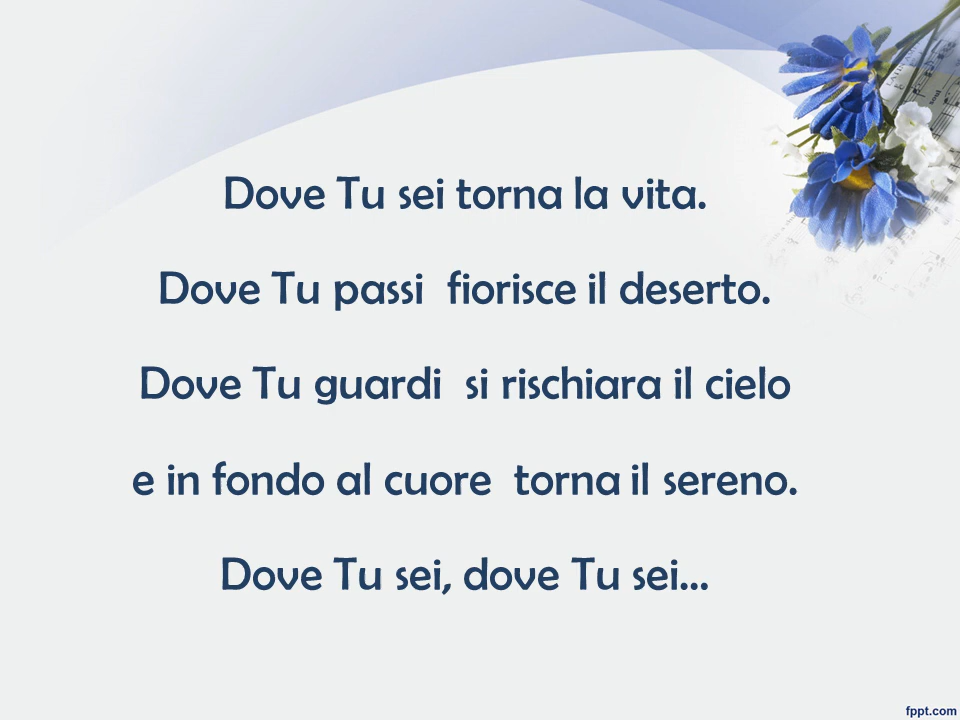 Dove Tu sei torna la vita.
Dove Tu passi  fiorisce il deserto.
Dove Tu guardi  si rischiara il cielo
e in fondo al cuore  torna il sereno.
Dove Tu sei, dove Tu sei...
fppt.com